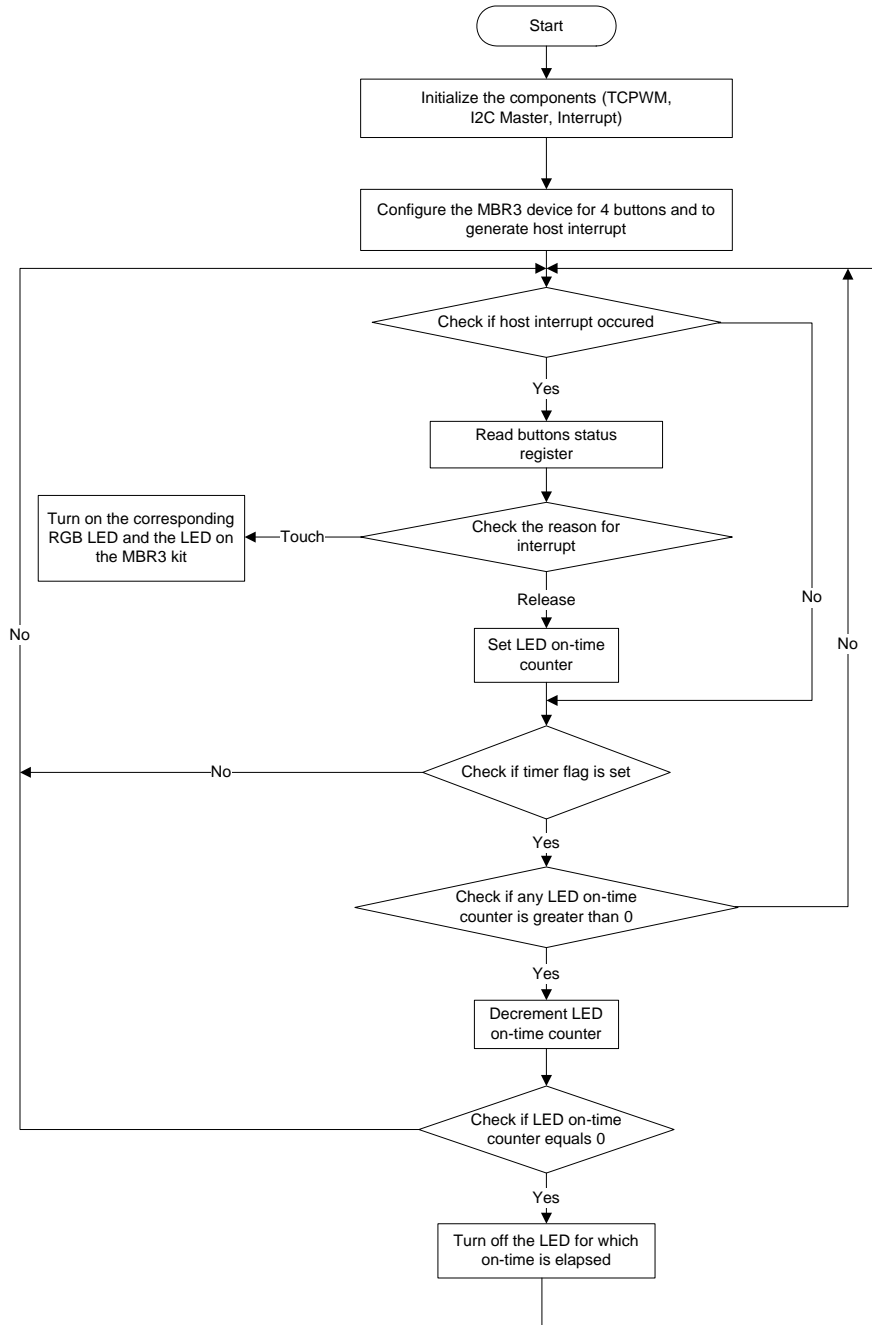 Start
Initialize the components (TCPWM,
I2C Master, Interrupt)
Configure the MBR3 device for 4 buttons and to
generate host interrupt
Check if host interrupt occured
Yes
Read buttons status
register
Turn on the corresponding
RGB LED and the LED on
the MBR3 kit
Touch
Check the reason for
interrupt
Release
No
No
No
Set LED on-time
counter
No
Check if timer flag is set
Yes
Check if any LED on-time
counter is greater than 0
Yes
Decrement LED
on-time counter
Check if LED on-time
counter equals 0
Yes
Turn off the LED for which
on-time is elapsed